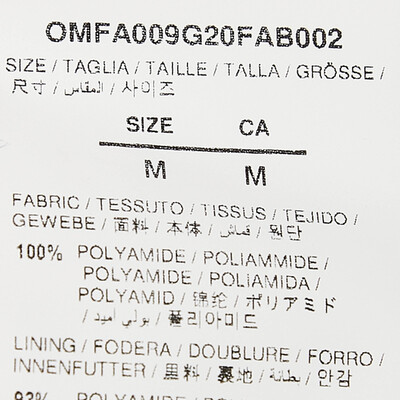 OMFA009G20FAB002
SIZE / TAGLIA / TAILLE / TALLA / GRÖSSE /
尺寸 / المقاس / 사이즈
SIZE CA
M M
FABRIC / TESSUTO / TISSUS / TEJIDO /
GEWEBE / 面料 / 本体 / قماش / 원단
100% POLYAMIDE / POLIAMMIDE /
POLYAMIDE / POLIAMIDA /
POLYAMID / 锦纶 / ポリアミド
/ بولي أميد / 폴리아미드
LINING / FODERA / DOUBLURE / FORRO /
INNENFUTTER / 里料 / 裏地 / بطانة / 안감